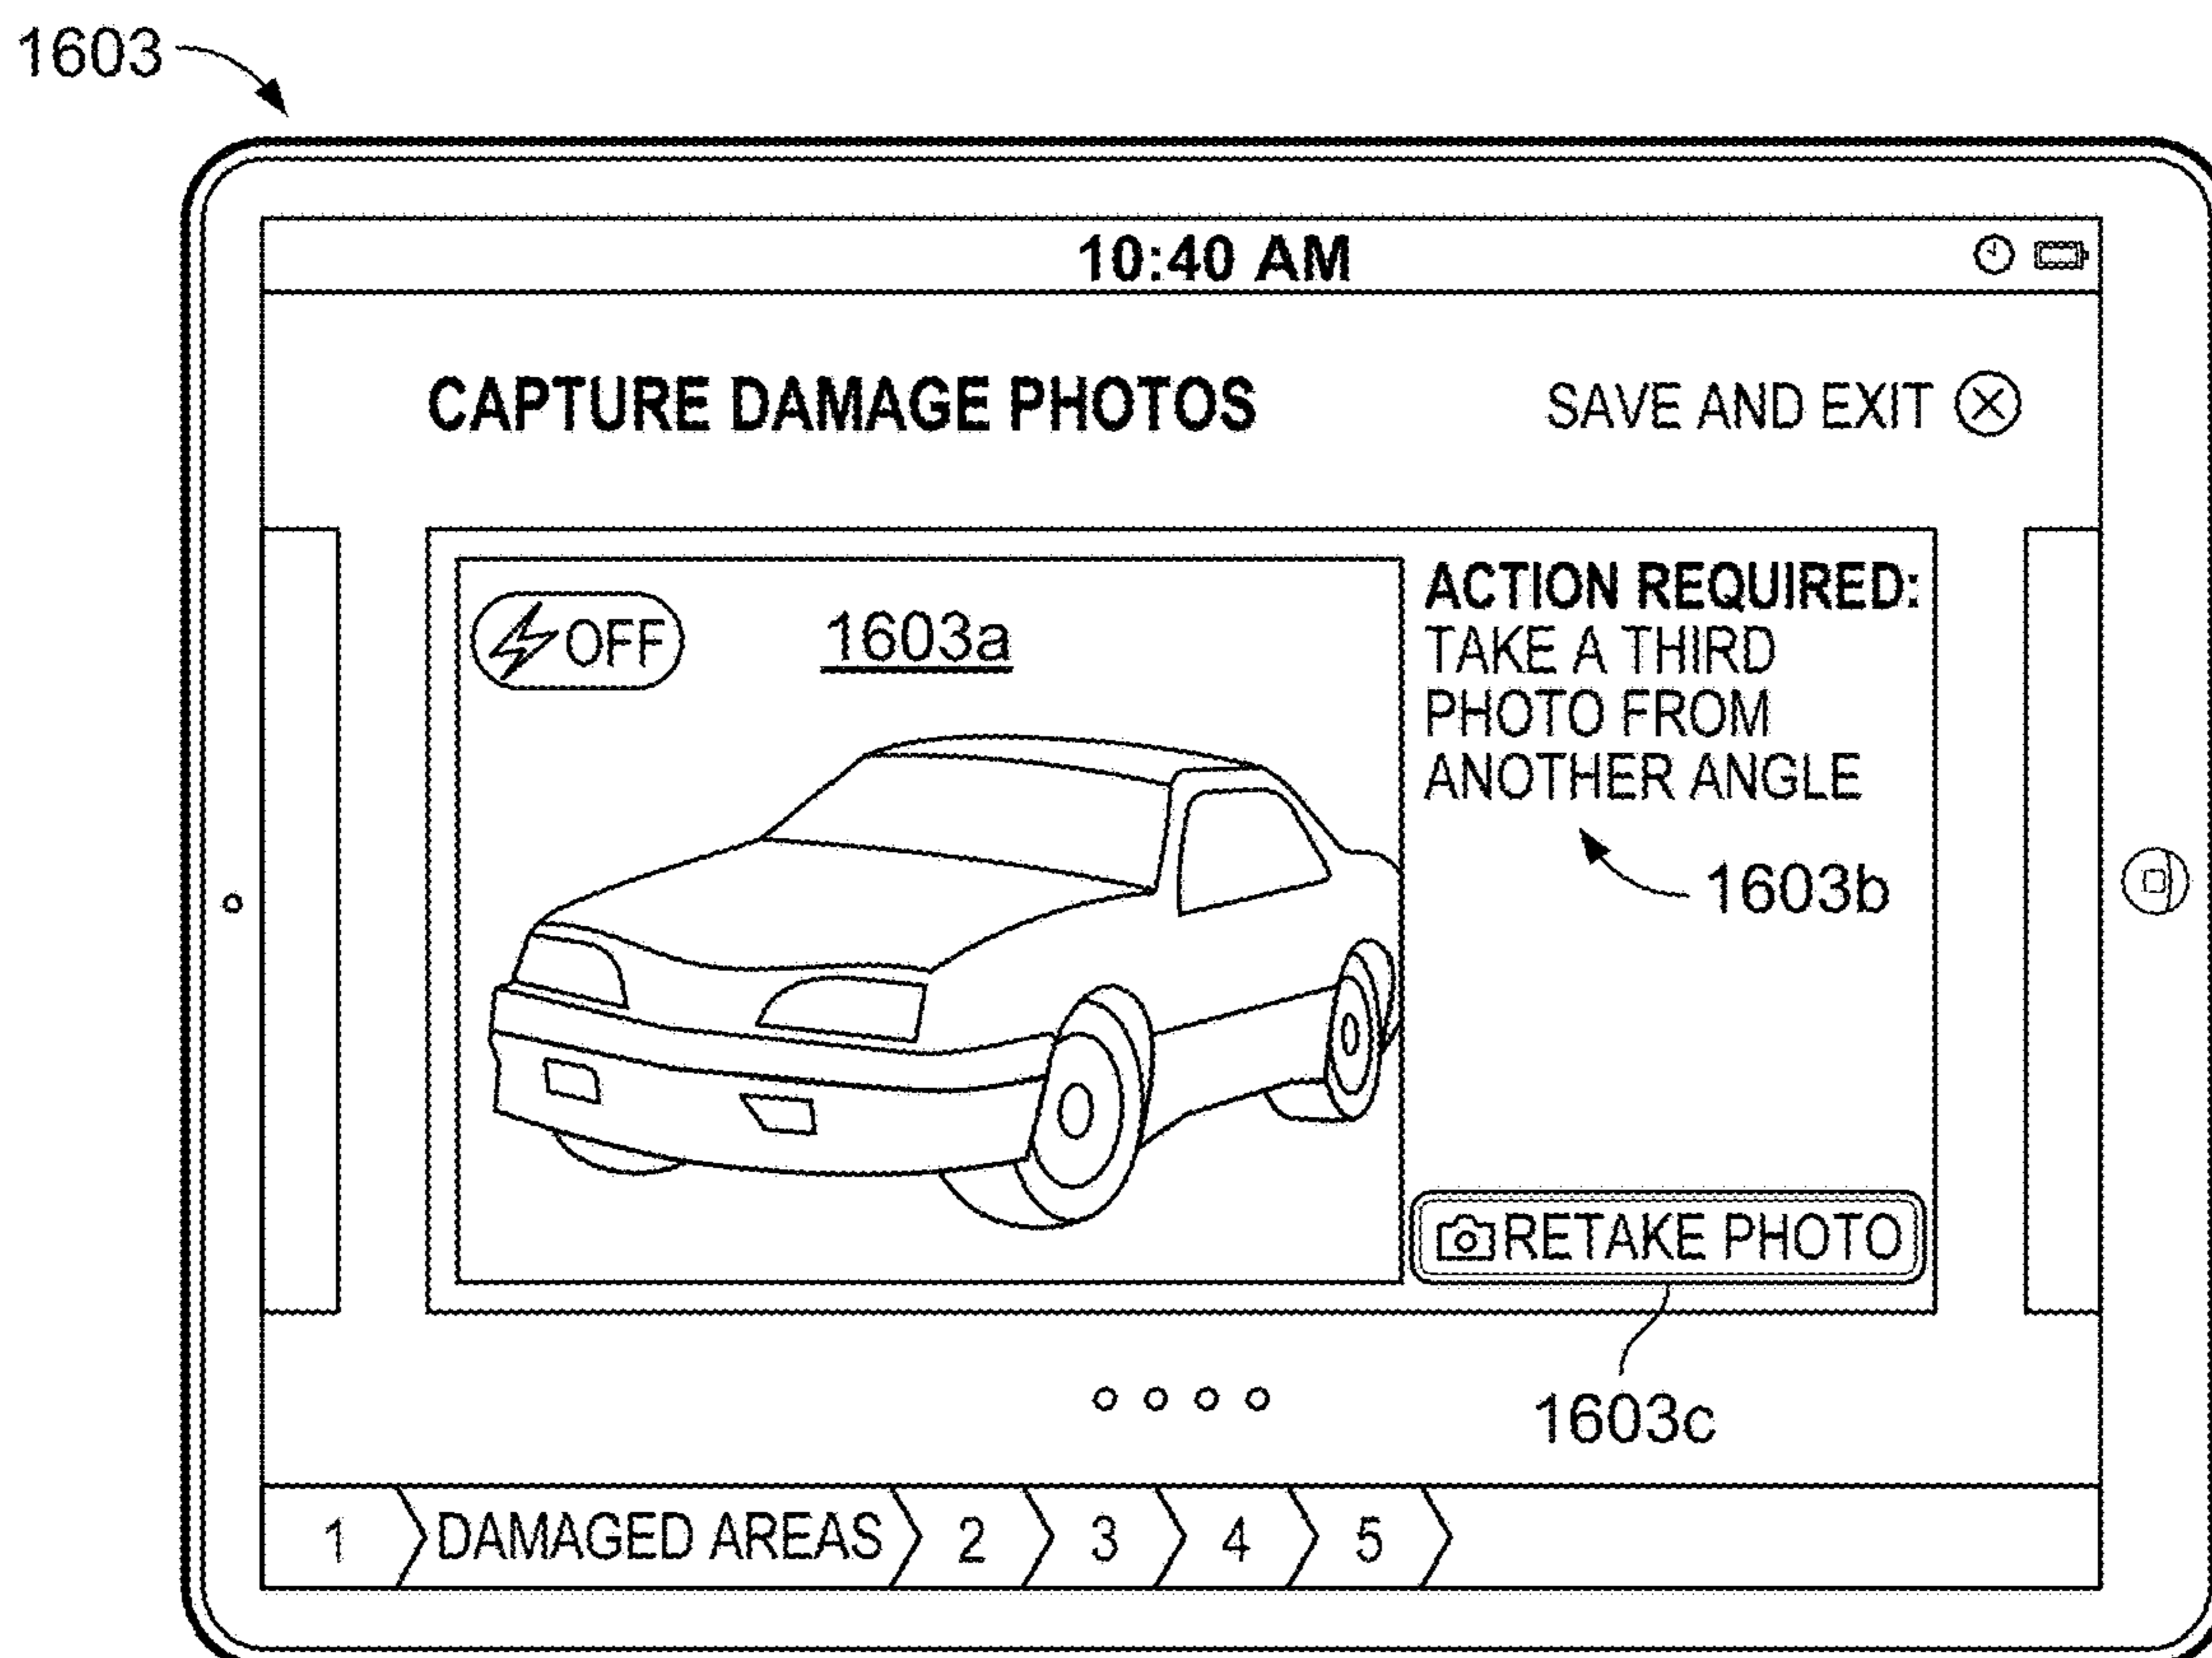 1603
10:40 AM
CAPTURE DAMAGE PHOTOS
SAVE AND EXIT
OFF
1603a
ACTION REQUIRED:
TAKE A THIRD
PHOTO FROM
ANOTHER ANGLE
1603b
RETAKE PHOTO
1603c
1 DAMAGED AREAS 2 3 4 5